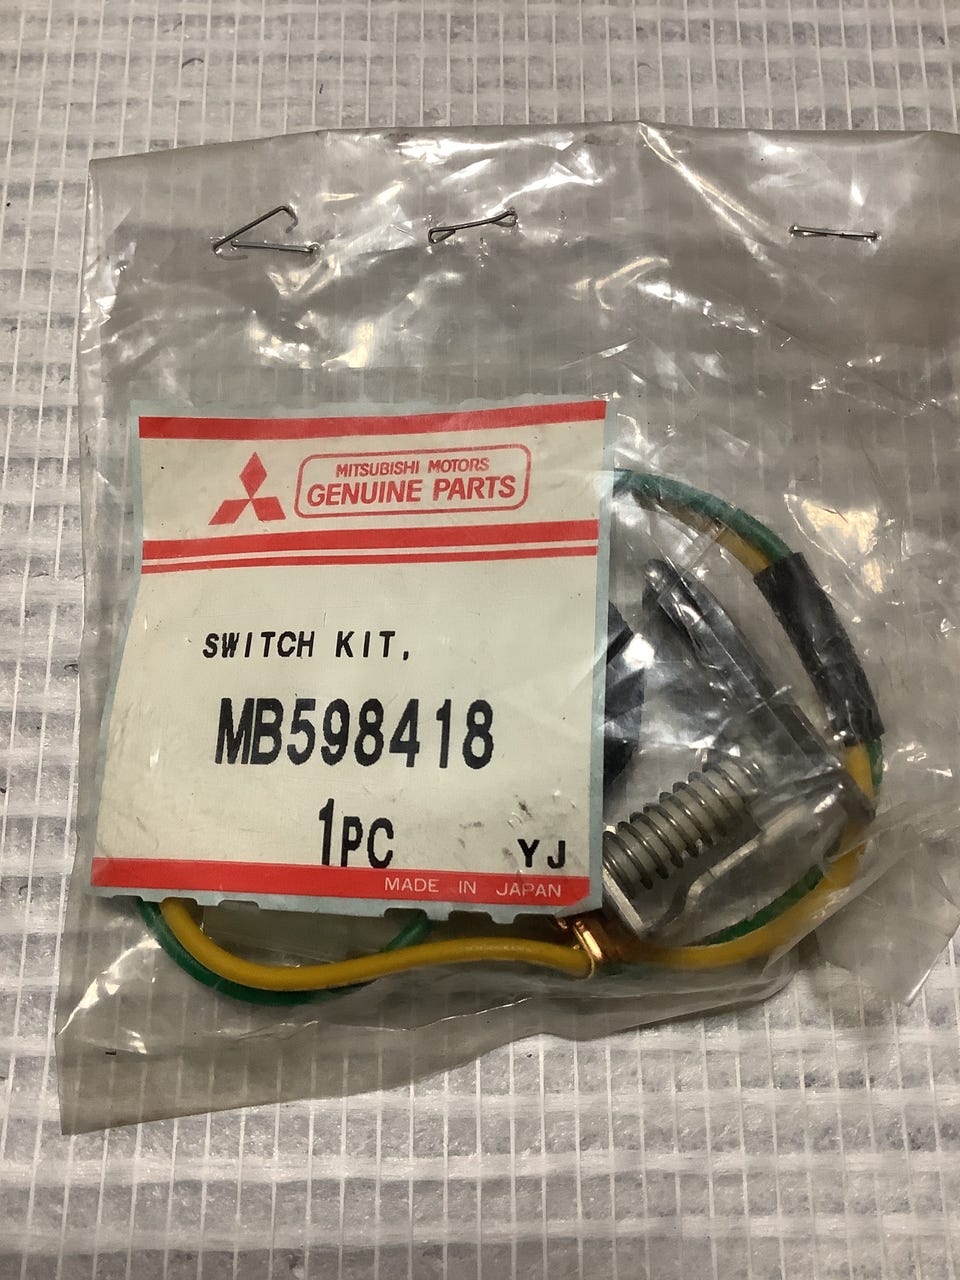 MITSUBISHI MOTORS
GENUINE PARTS
SWITCH KIT,
MB598418
1PC YJ
MADE IN JAPAN